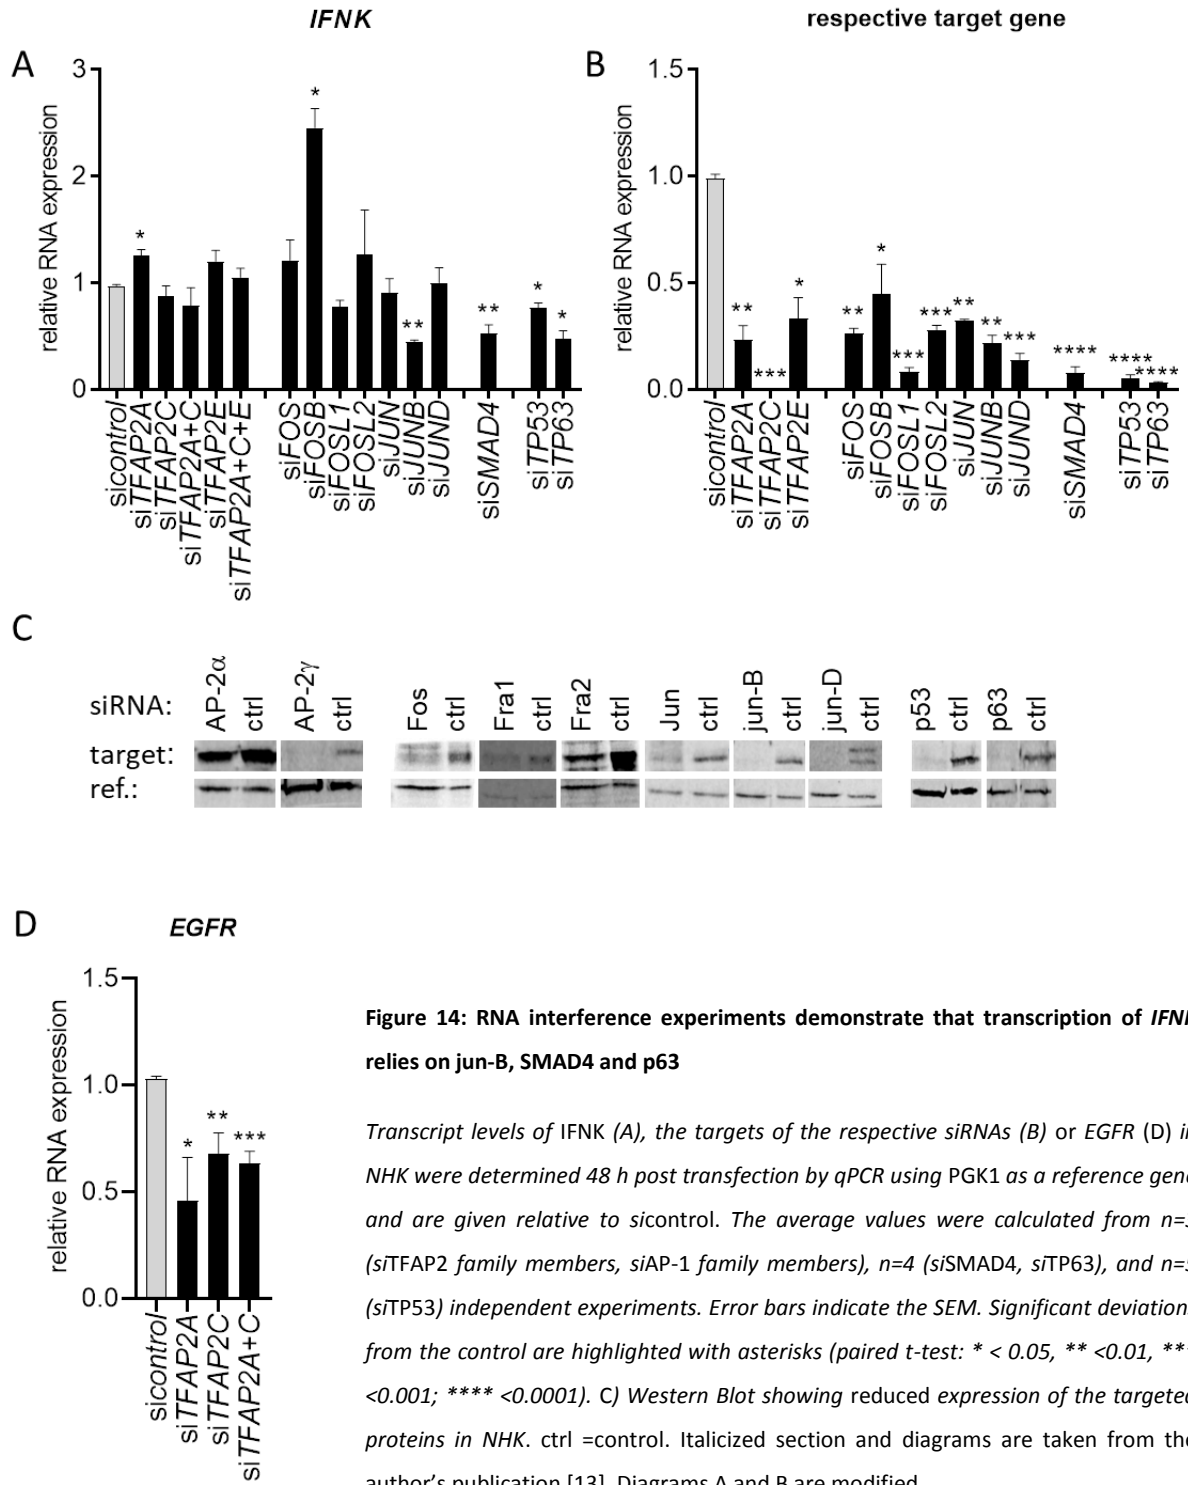 IFNK
respective target gene
A
B
relative RNA expression
3
2
1
0
*
*
**
**
*
*
sicontrol
siTFAP2A
siTFAP2C
siTFAP2A+C
siTFAP2E
siTFAP2A+C+E
siFOS
siFOSB
siFOSL1
siFOSL2
siJUN
siJUNB
siJUND
siSMAD4
siTP53
siTP63
relative RNA expression
1.5
1.0
0.5
0.0
**
***
*
**
*
***
***
**
**
***
****
****
****
sicontrol
siTFAP2A
siTFAP2C
siTFAP2E
siFOS
siFOSB
siFOSL1
siFOSL2
siJUN
siJUNB
siJUND
siSMAD4
siTP53
siTP63
C
siRNA: AP-2α ctrl AP-2γ ctrl Fos ctrl Fra1 ctrl Fra2 ctrl Jun ctrl jun-B ctrl jun-D ctrl p53 ctrl p63 ctrl
target:
ref.:
D
EGFR
relative RNA expression
1.5
1.0
0.5
0.0
*
**
***
sicontrol
siTFAP2A
siTFAP2C
siTFAP2A+C
Figure 14: RNA interference experiments demonstrate that transcription of
relies on jun-B, SMAD4 and p63
Transcript levels of IFNK (A), the targets of the respective siRNAs (B) or EGFR (D)
NHK were determined 48 h post transfection by qPCR using PGK1 as a reference
and are given relative to sicontrol. The average values were calculated from
(siTFAP2 family members, siAP-1 family members), n=4 (siSMAD4, siTP63), and
(siTP53) independent experiments. Error bars indicate the SEM. Significant
from the control are highlighted with asterisks (paired t-test: * < 0.05, ** <0.01,
<0.001; **** <0.0001). C) Western Blot showing reduced expression of the targeted
proteins in NHK. ctrl =control. Italicized section and diagrams are taken from the
author's publication [13]. Diagrams A and B are modified